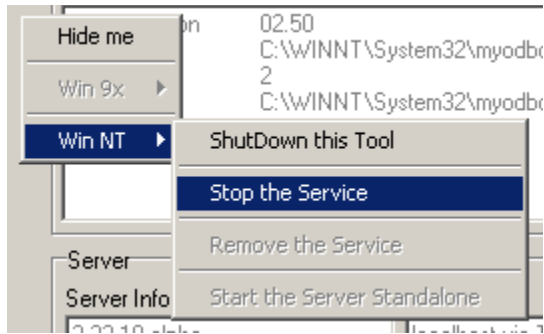 Hide me
02.50
C:\WINNT\System32\myodbc
Win 9x
2
C:\WINNT\System32\myodbc
Win NT
ShutDown this Tool
Stop the Service
Remove the Service
Server
Start the Server Standalone
Server Info